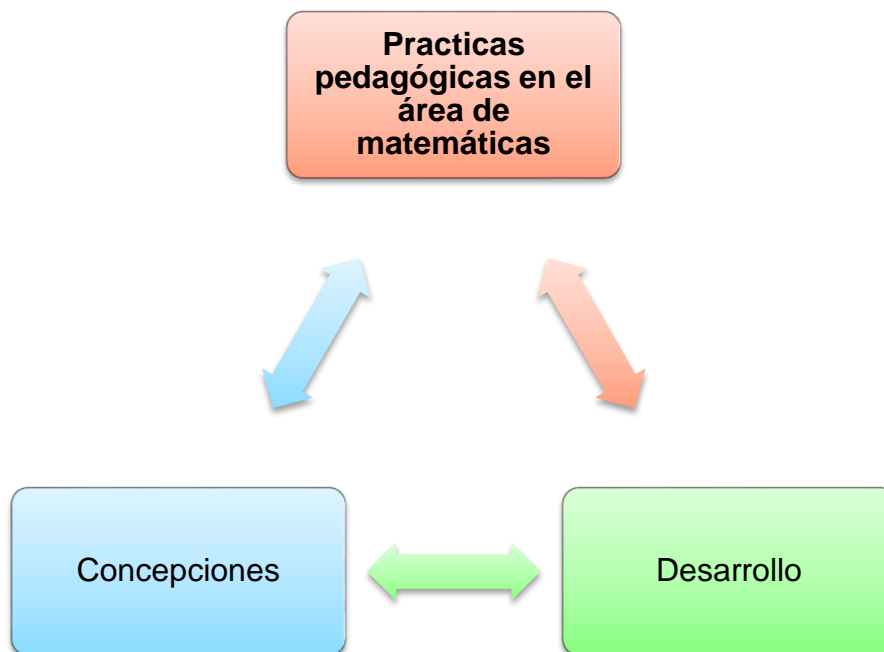 Practicas
pedagógicas en el
área de
matemáticas
Concepciones
Desarrollo